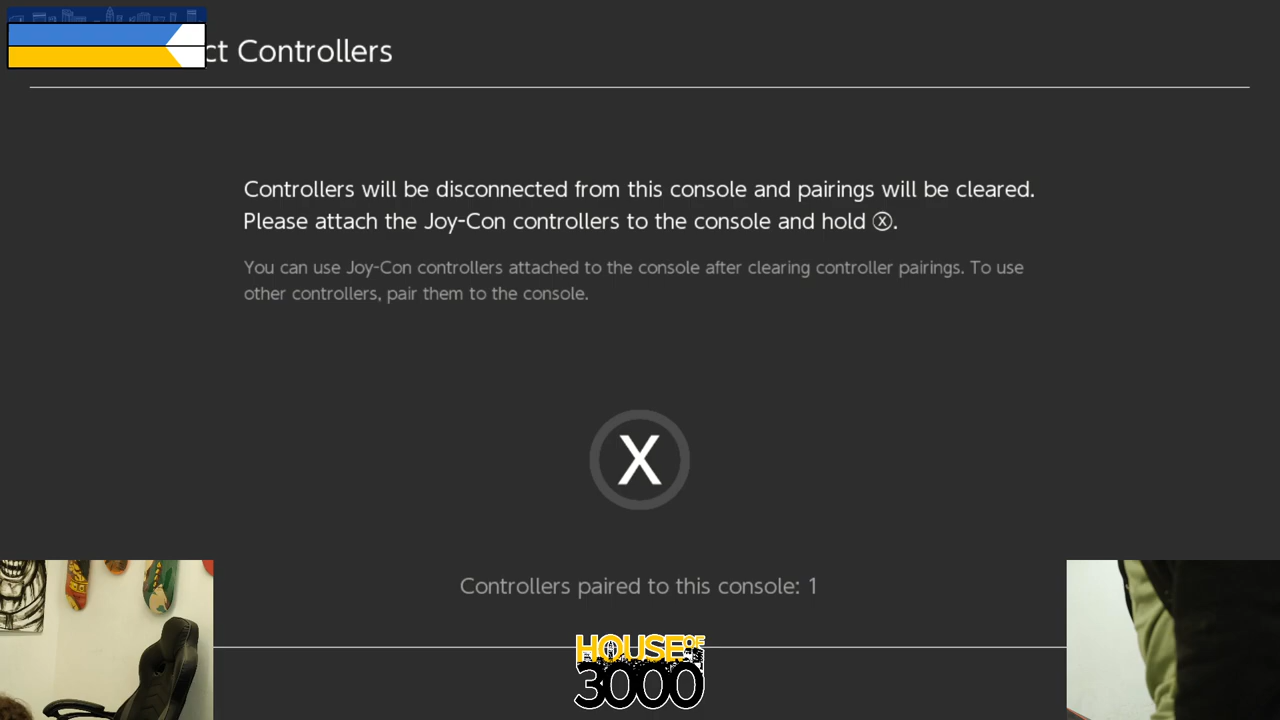 ct Controllers
Controllers will be disconnected from this console and pairings will be cleared.
Please attach the Joy-Con controllers to the console and hold Ⓧ.
You can use Joy-Con controllers attached to the console after clearing controller pairings. To use
other controllers, pair them to the console.
X
Controllers paired to this console: 1
HOUSE OF
3000